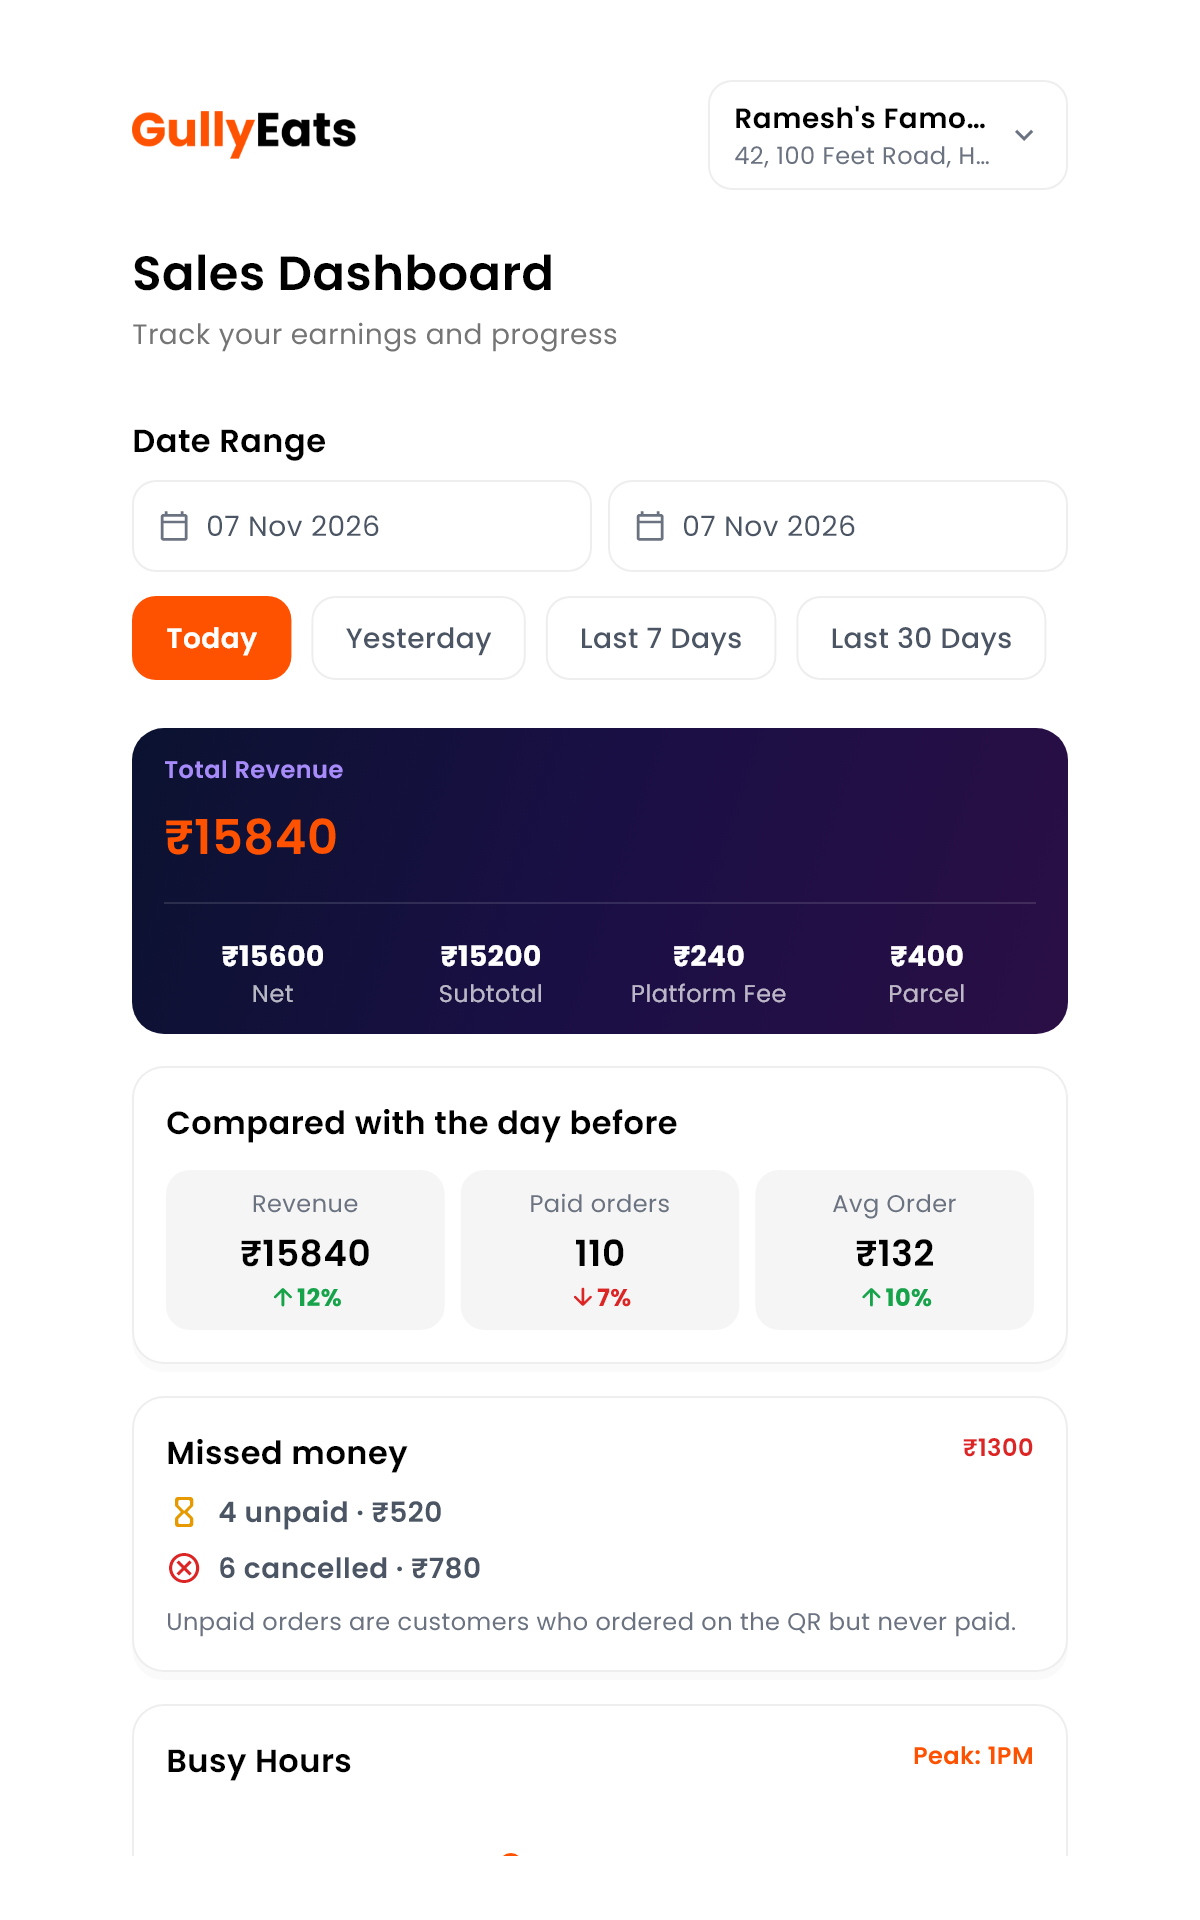 GullyEats
Ramesh's Famo...
42, 100 Feet Road, H...
Sales Dashboard
Track your earnings and progress
Date Range
07 Nov 2026
07 Nov 2026
Today
Yesterday
Last 7 Days
Last 30 Days
Total Revenue
₹15840
₹15600
Net
₹15200
Subtotal
₹240
Platform Fee
₹400
Parcel
Compared with the day before
Revenue
₹15840
↑12%
Paid orders
110
↓7%
Avg Order
₹132
↑10%
Missed money
₹1300
4 unpaid · ₹520
6 cancelled · ₹780
Unpaid orders are customers who ordered on the QR but never paid.
Busy Hours
Peak: 1PM